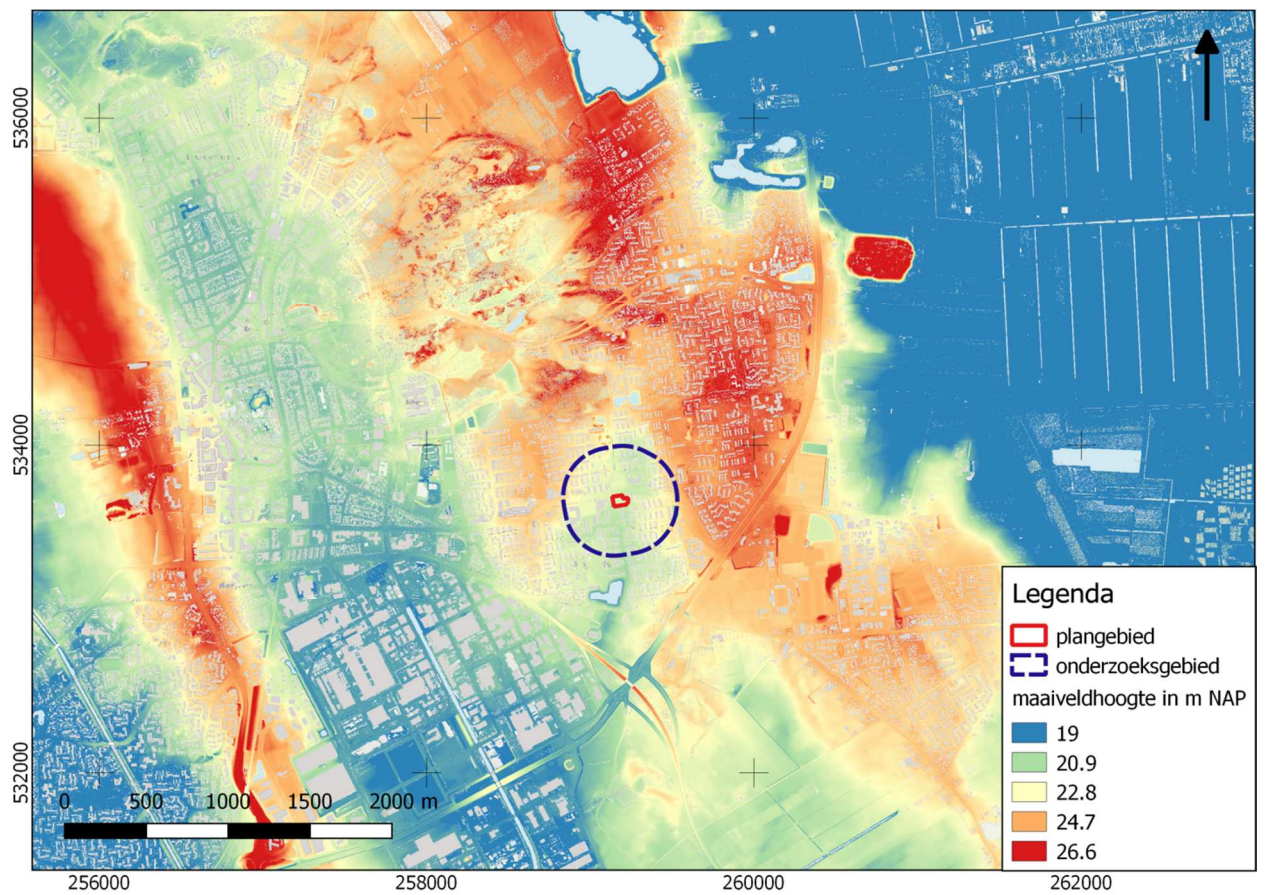 536000
534000
532000
0 500 1000 1500 2000 m
256000 258000 260000 262000
Legenda
plangebied
onderzoeksgebied
maaiveldhoogte in m NAP
19
20.9
22.8
24.7
26.6